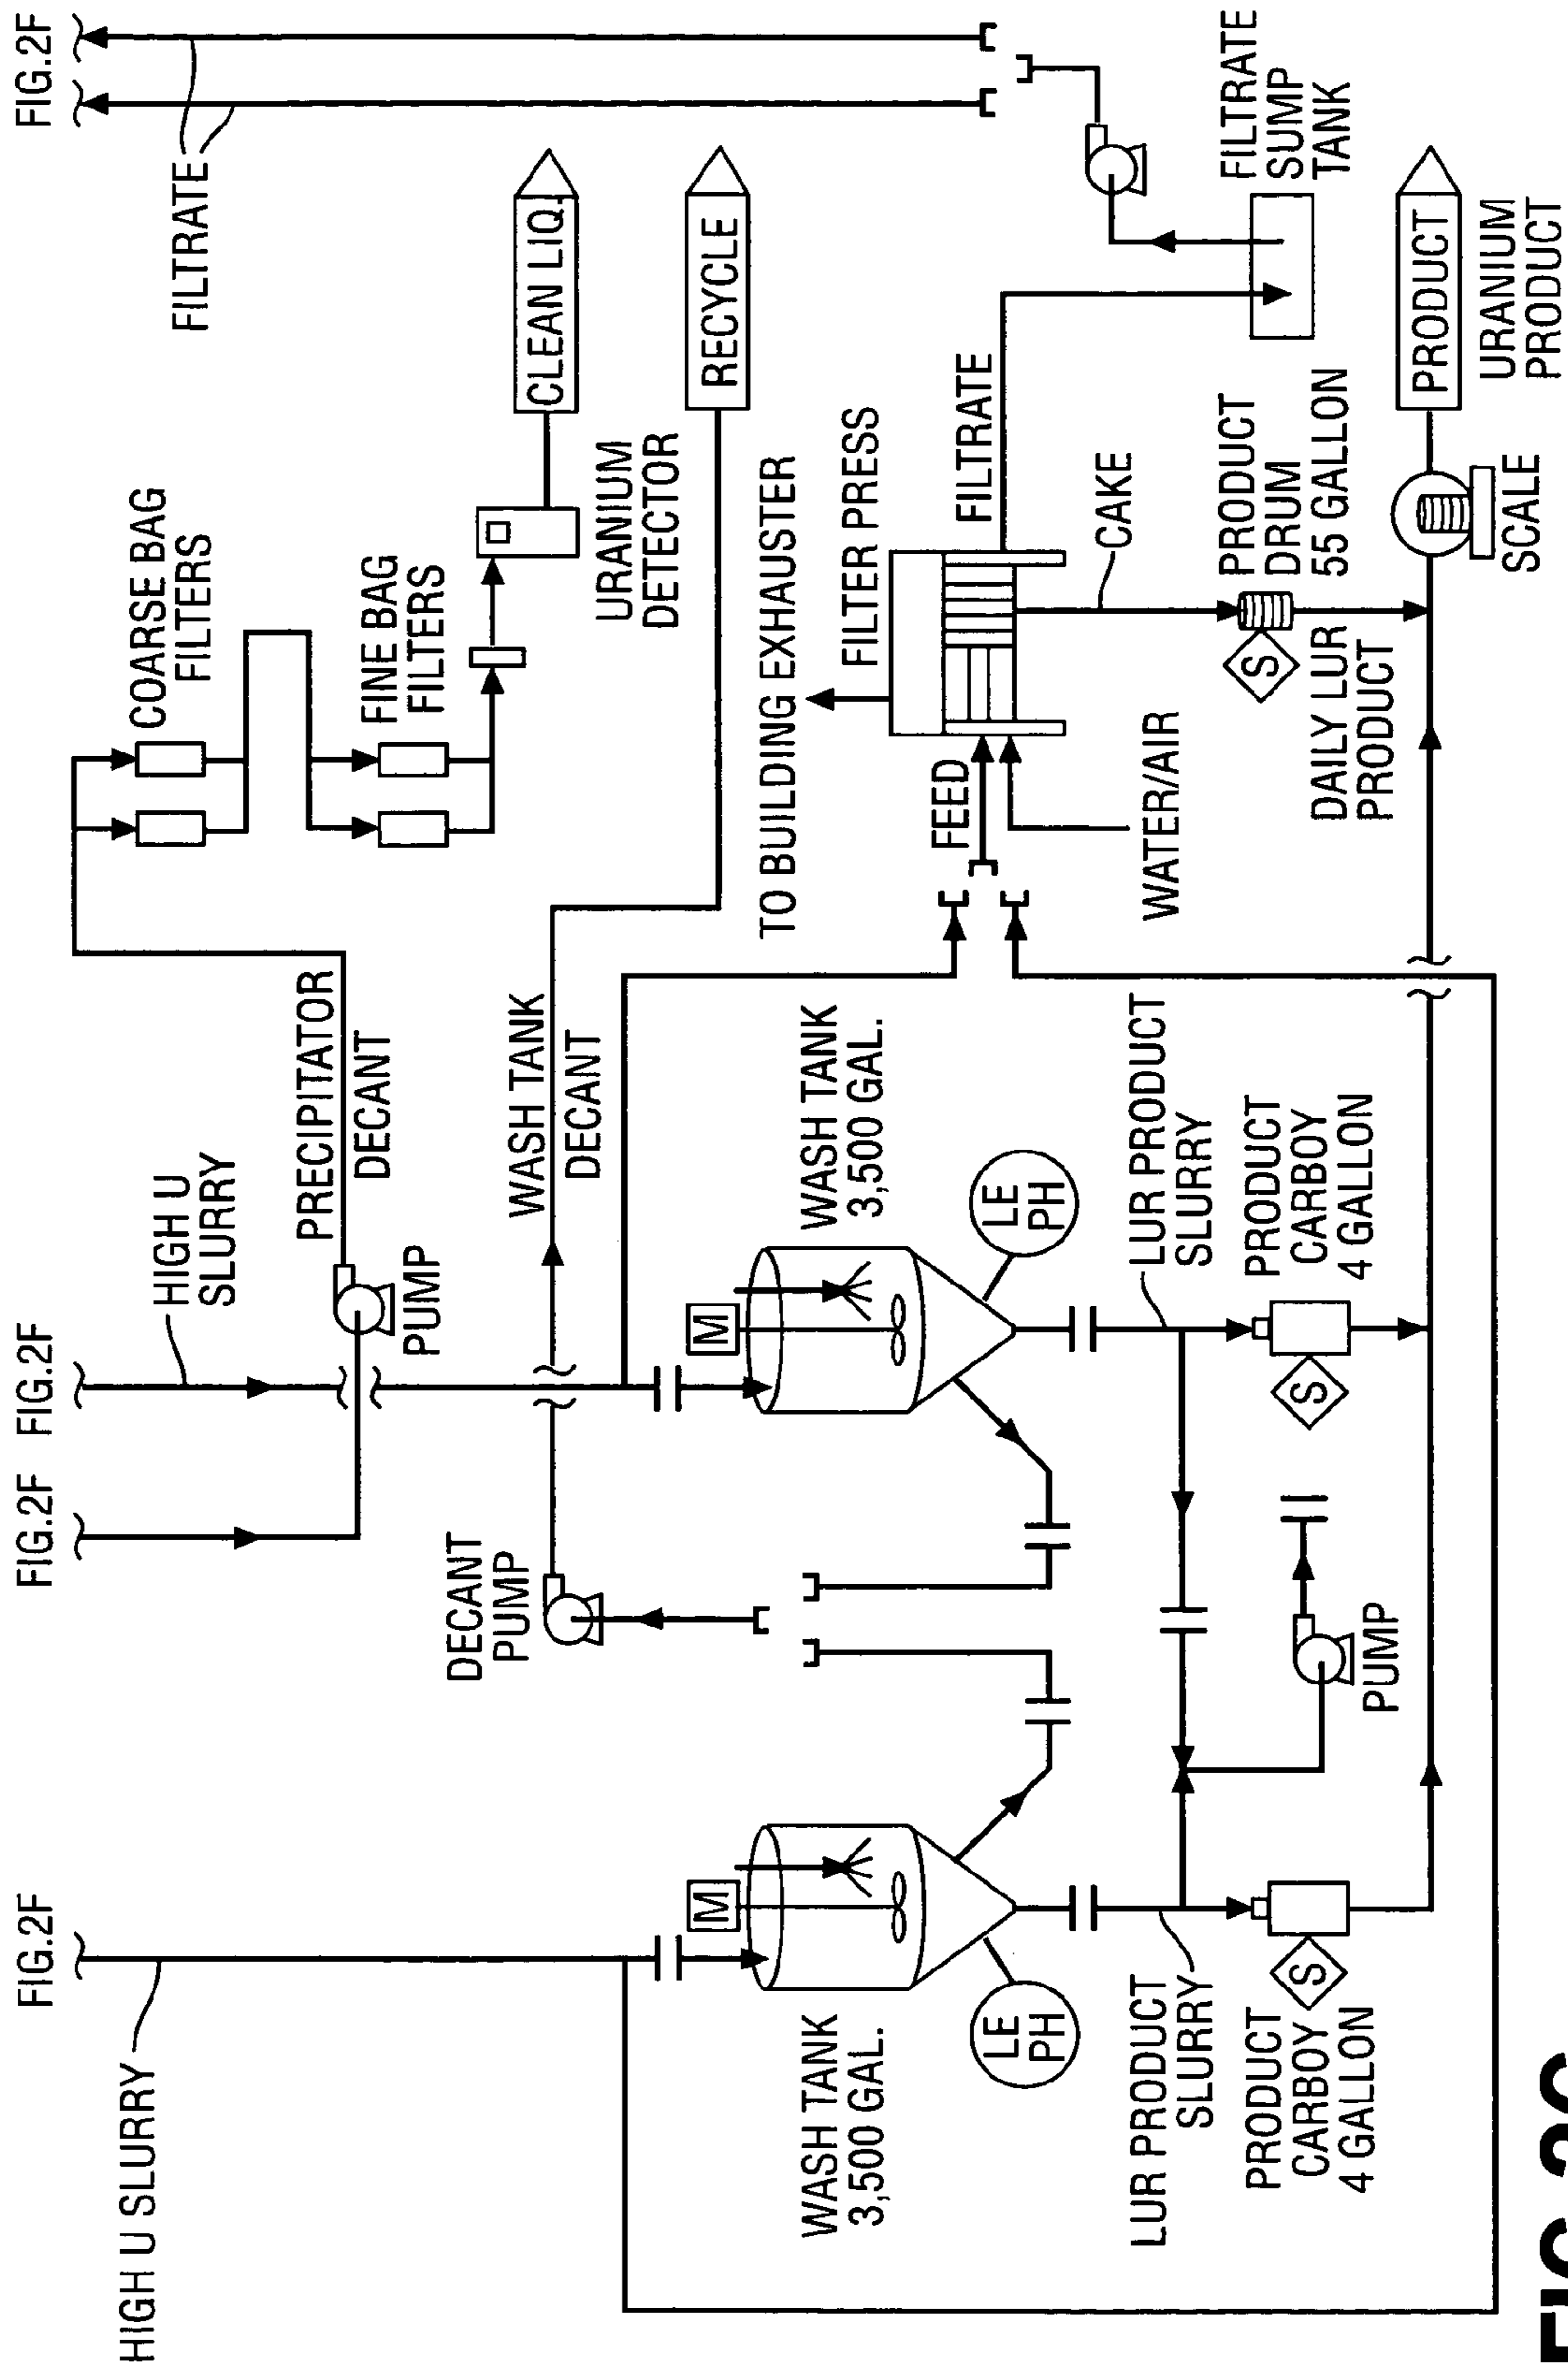 FIG.2F
FIG.2F
FIG.2F
FIG.2F
HIGH U SLURRY
HIGH U
SLURRY
COARSE BAG
FILTERS
FILTRATE
PRECIPITATOR
DECANT
PUMP
FINE BAG
FILTERS
DECANT
PUMP
WASH TANK
DECANT
CLEAN LIQ.
URANIUM
DETECTOR
RECYCLE
M
M
TO BUILDING EXHAUSTER
WASH TANK
3,500 GAL.
WASH TANK
3,500 GAL.
FILTER PRESS
FEED
FILTRATE
LE
PH
LE
PH
CAKE
WATER/AIR
LUR PRODUCT
SLURRY
LUR PRODUCT
SLURRY
PRODUCT
DRUM
55 GALLON
FILTRATE
SUMP
TANK
S
PRODUCT
CARBOY
4 GALLON
S
PRODUCT
CARBOY
4 GALLON
S
PUMP
DAILY LUR
PRODUCT
PRODUCT
SCALE
URANIUM
PRODUCT